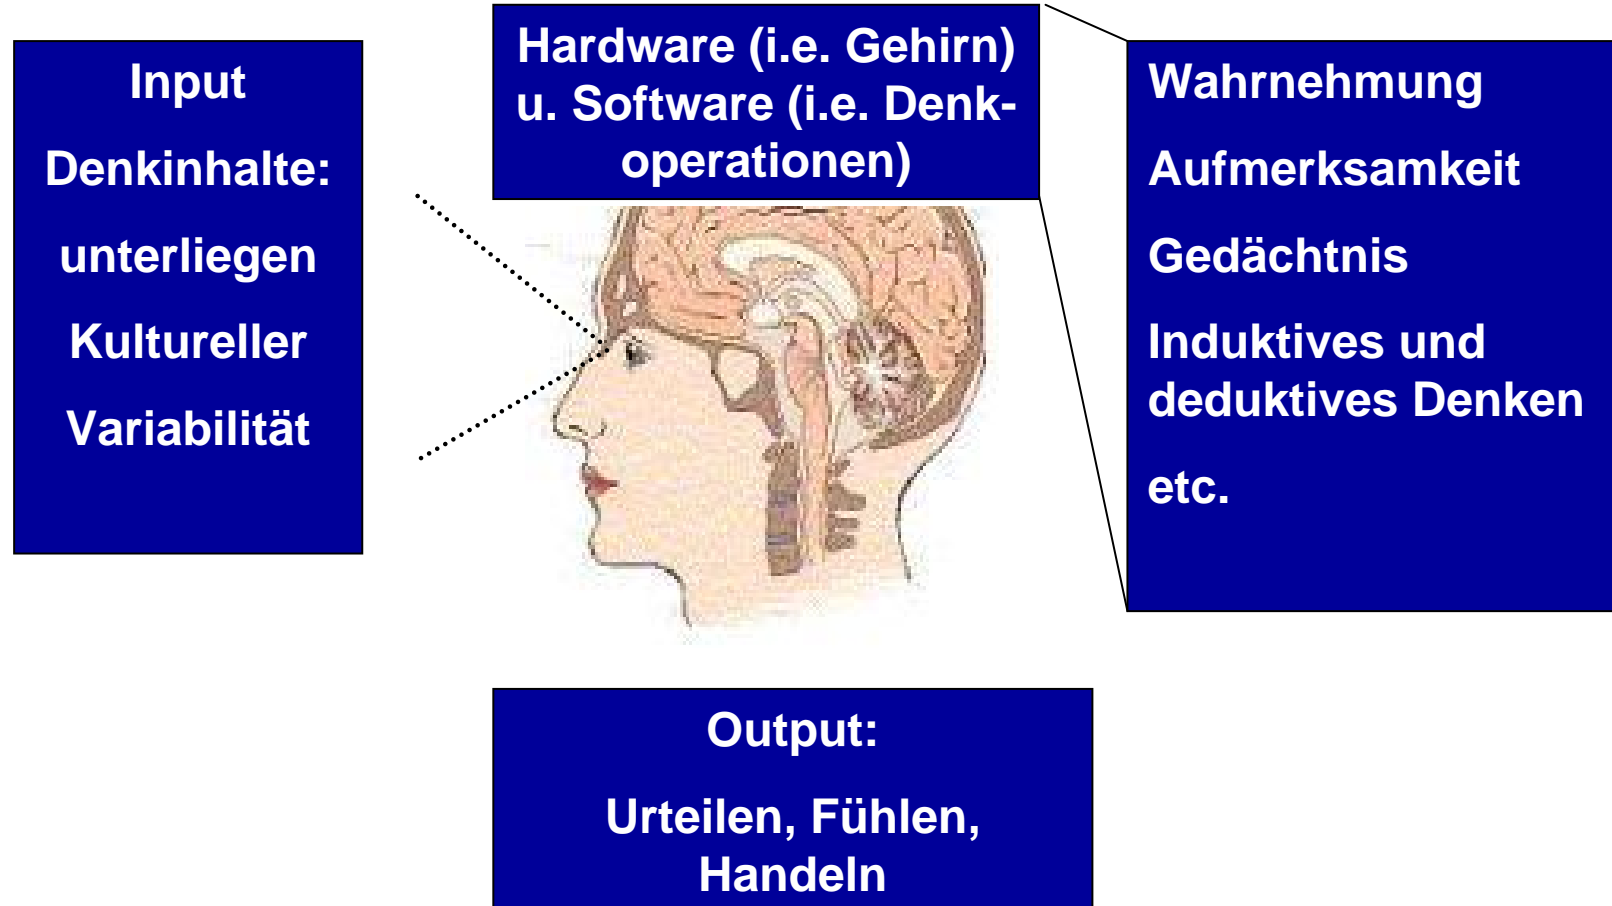 Input
Denkinhalte:
unterliegen
Kultureller
Variabilität
Hardware (i.e. Gehirn)
u. Software (i.e. Denk-
operationen)
Wahrnehmung
Aufmerksamkeit
Gedächtnis
Induktives und
deduktives Denken
etc.
Output:
Urteilen, Fühlen,
Handeln